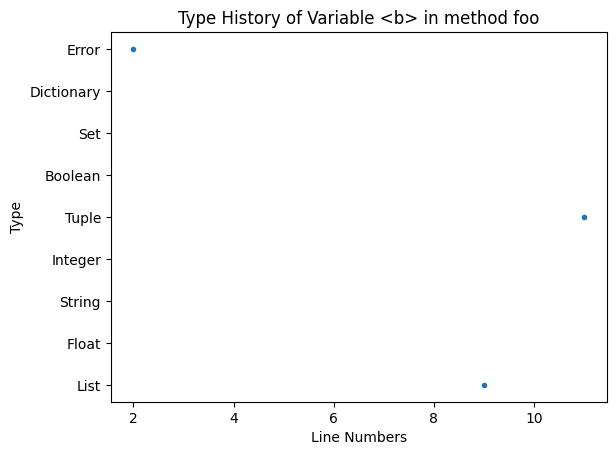 Type History of Variable <b> in method foo
Error
Dictionary
Set
Boolean
Tuple
Integer
String
Float
List
Type
2 4 6 8 10
Line Numbers